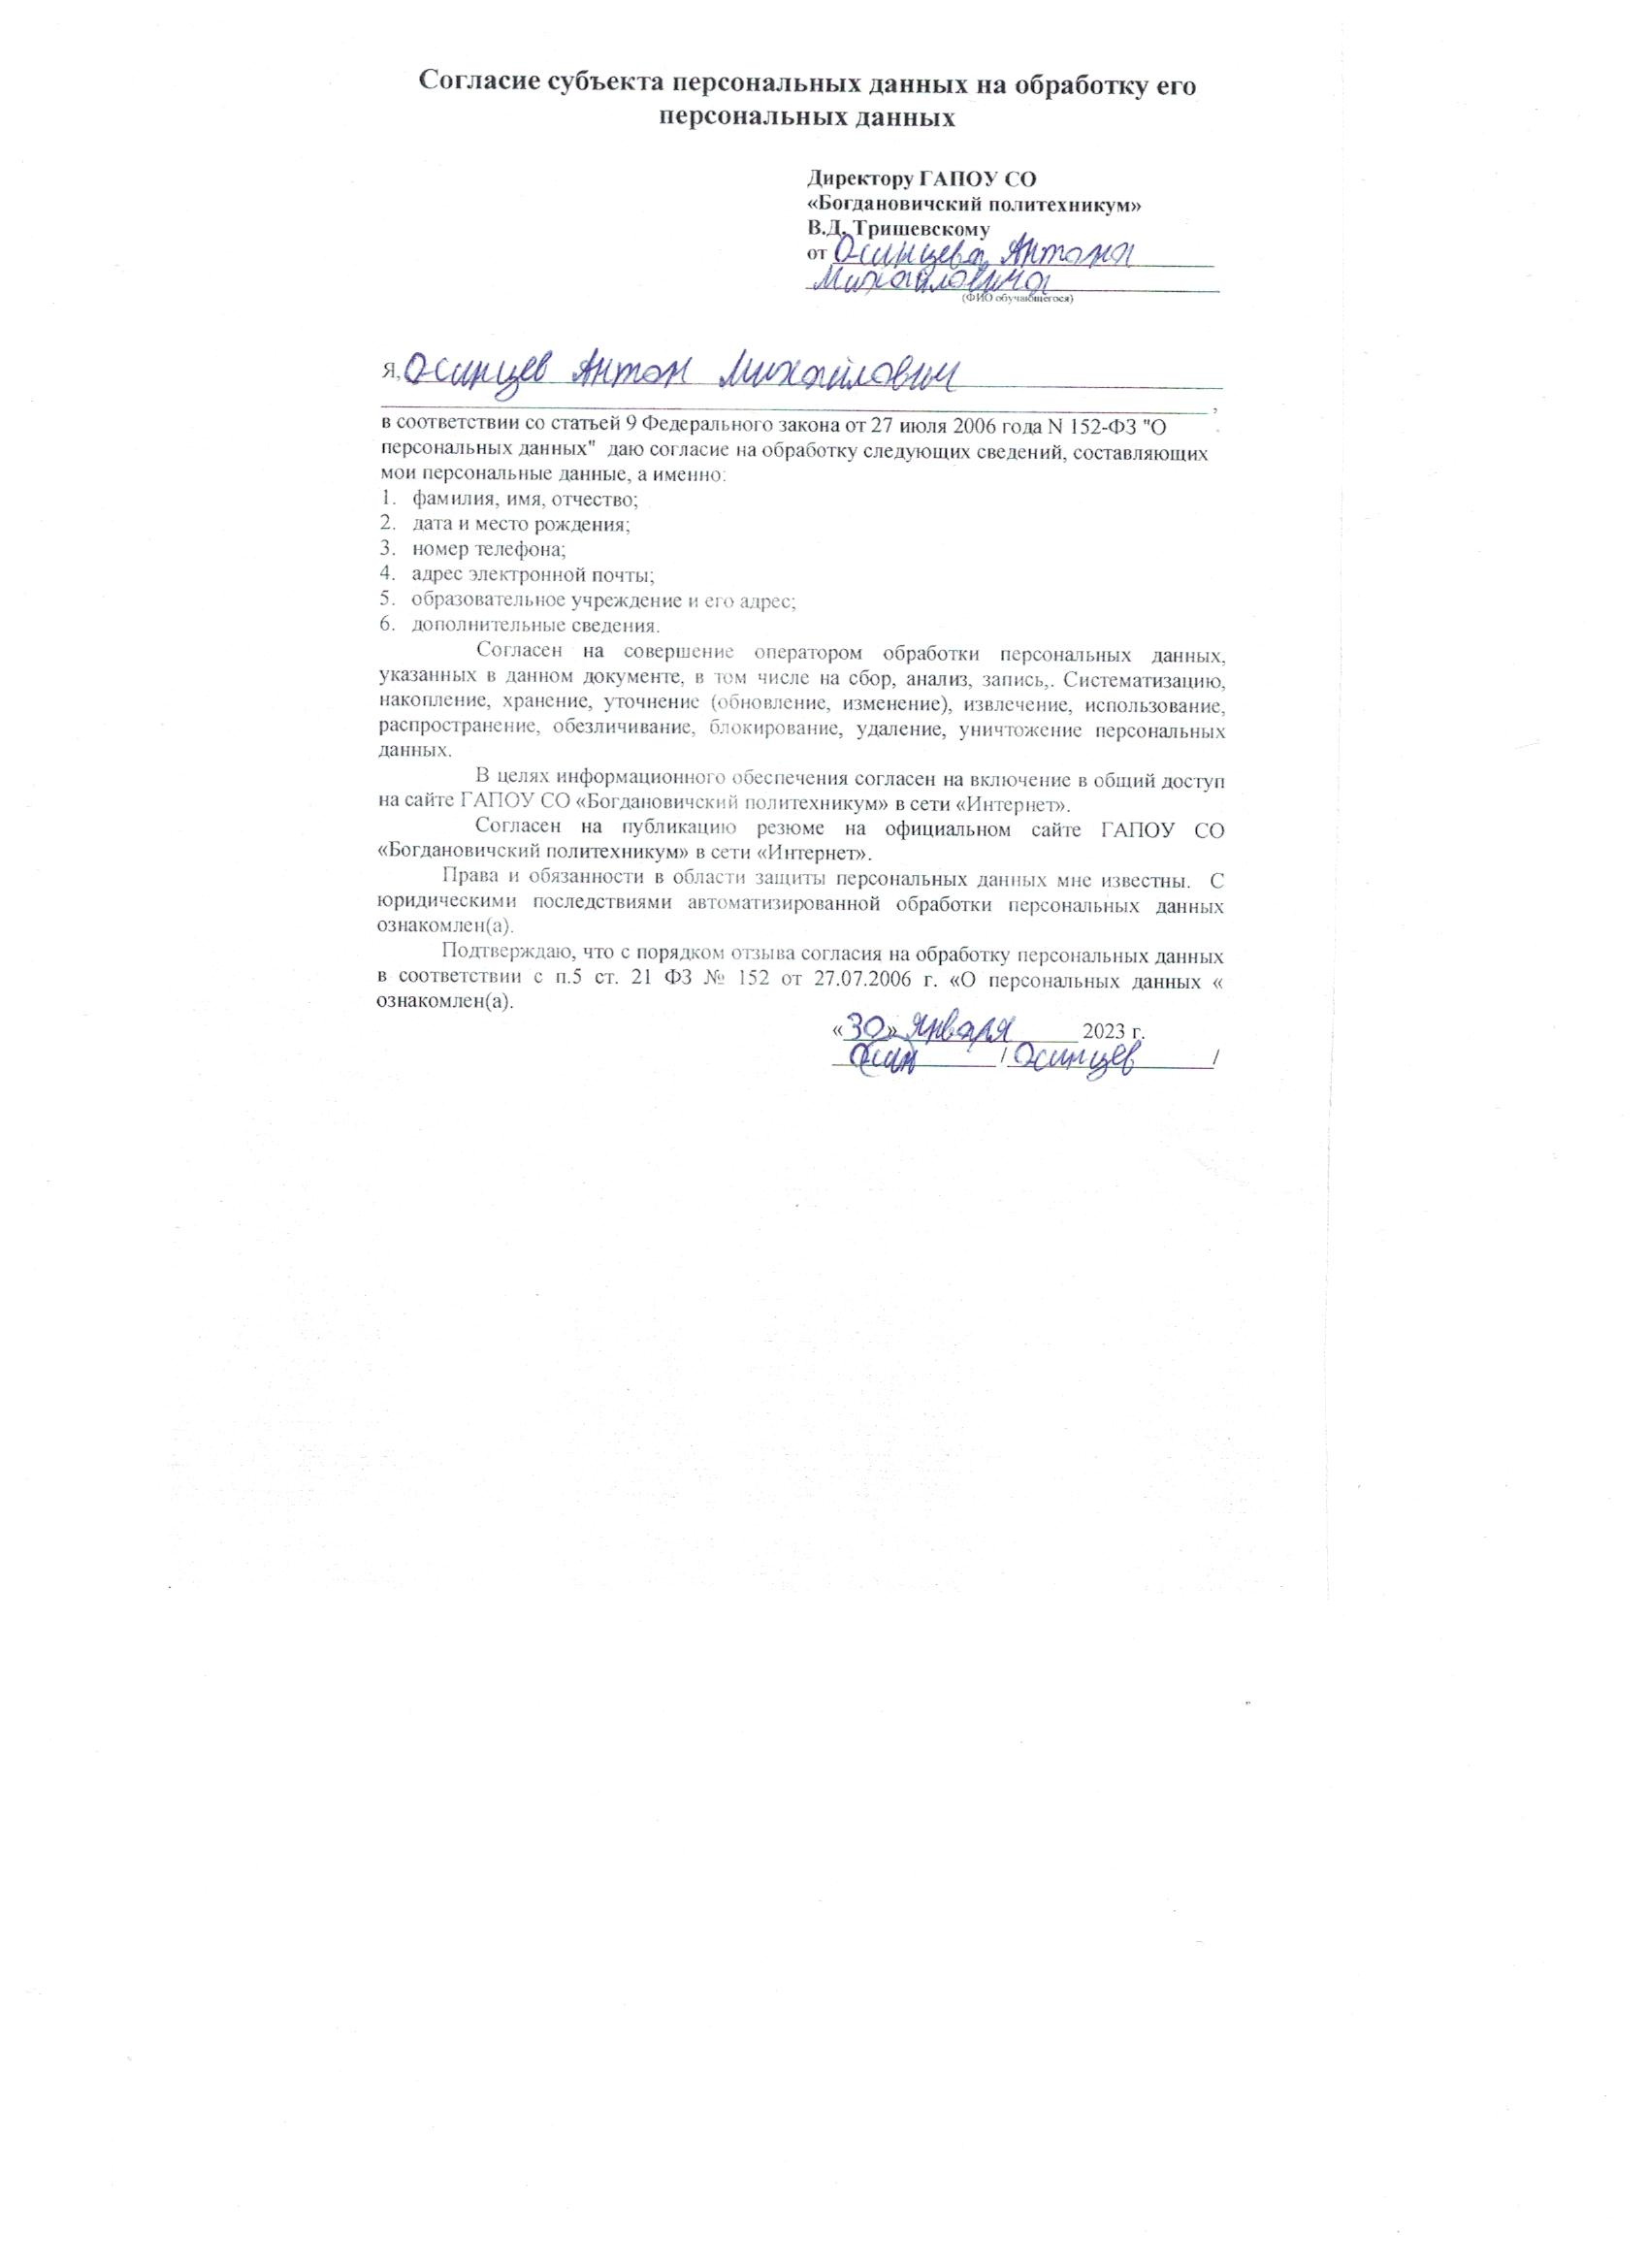 Согласие субъекта персональных данных на обработку его
персональных данных
Директору ГАПОУ СО
«Богдановичский политехникум»
В.Д. Тришевскому
от Осинцева Антона
Михайловича
(ФИО обучающегося)
Я, Осинцев Антон Михайлович
,
в соответствии со статьей 9 Федерального закона от 27 июля 2006 года N 152-ФЗ "О
персональных данных" даю согласие на обработку следующих сведений, составляющих
мои персональные данные, а именно:
1. фамилия, имя, отчество;
2. дата и место рождения;
3. номер телефона;
4. адрес электронной почты;
5. образовательное учреждение и его адрес;
6. дополнительные сведения.
Согласен на совершение оператором обработки персональных данных,
указанных в данном документе, в том числе на сбор, анализ, запись,. Систематизацию,
накопление, хранение, уточнение (обновление, изменение), извлечение, использование,
распространение, обезличивание, блокирование, удаление, уничтожение персональных
данных.
В целях информационного обеспечения согласен на включение в общий доступ
на сайте ГАПОУ СО «Богдановичский политехникум» в сети «Интернет».
Согласен на публикацию резюме на официальном сайте ГАПОУ СО
«Богдановичский политехникум» в сети «Интернет».
Права и обязанности в области защиты персональных данных мне известны. С
юридическими последствиями автоматизированной обработки персональных данных
ознакомлен(а).
Подтверждаю, что с порядком отзыва согласия на обработку персональных данных
в соответствии с п.5 ст. 21 ФЗ № 152 от 27.07.2006 г. «О персональных данных «
ознакомлен(а).
«30» января 2023 г.
Осин / Осинцев /